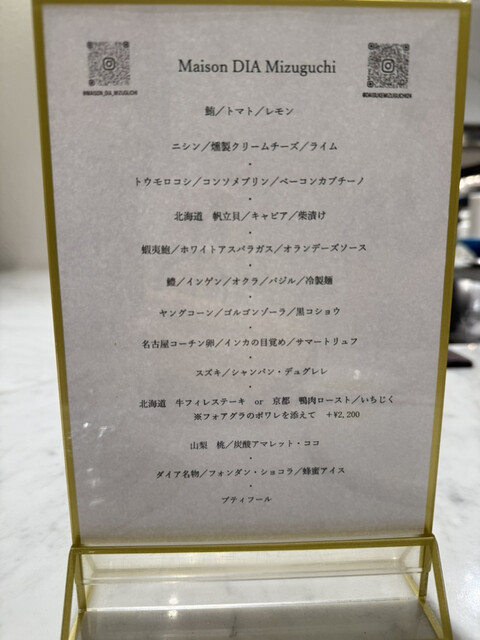 Maison DIA Mizuguchi
@MAISON_DIA_MIZUGUCHI
鮪／トマト／レモン
ニシン／燻製クリームチーズ／ライム
・
トウモロコシ／コンソメプリン／ベーコンカプチーノ
・
北海道　帆立貝／キャビア／柴漬け
・
蝦夷鮑／ホワイトアスパラガス／オランデーズソース
・
鱧／インゲン／オクラ／バジル／冷製麺
・
ヤングコーン／ゴルゴンゾーラ／黒コショウ
・
名古屋コーチン卵／インカの目覚め／サマートリュフ
・
スズキ／シャンパン・デュグレレ
・
北海道　牛フィレステーキ　or　京都　鴨肉ロースト／いちじく
※フォアグラのポワレを添えて　+¥2,200
山梨　桃／炭酸アマレット・ココ
・
ダイア名物／フォンダン・ショコラ／蜂蜜アイス
・
プティフール